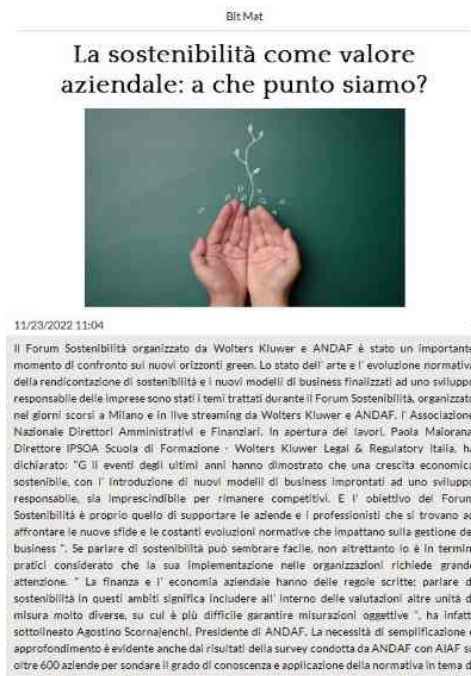 Bit Mat
La sostenibilità come valore
aziendale: a che punto siamo?
11/23/2022 11:04
Il Forum Sostenibilità organizzato da Wolters Kluwer e ANDAF è stato un importante
momento di confronto sui nuovi orizzonti green. Lo stato dell' arte e l' evoluzione normativa
della rendicontazione di sostenibilità e i nuovi modelli di business finalizzati ad uno sviluppo
responsabile delle imprese sono stati i temi trattati durante il Forum Sostenibilità, organizzato
nei giorni scorsi a Milano e in live streaming da Wolters Kluwer e ANDAF, l' Associazione
Nazionale Direttori Amministrativi e Finanziari. In apertura dei lavori, Paola Maiorana,
Direttore IPSOA Scuola di Formazione - Wolters Kluwer Legal & Regulatory Italia, ha
dichiarato: "G li eventi degli ultimi anni hanno dimostrato che una crescita economica
sostenibile, con l' introduzione di nuovi modelli di business improntati ad uno sviluppo
responsabile, sia imprescindibile per rimanere competitivi. E l' obiettivo del Forum
Sostenibilità è proprio quello di supportare le aziende e i professionisti che si trovano ad
affrontare le nuove sfide e le costanti evoluzioni normative che impattano sulla gestione del
business ". Se parlare di sostenibilità può sembrare facile, non altrettanto lo è in termini
pratici considerato che la sua implementazione nelle organizzazioni richiede grande
attenzione. " La finanza e l' economia aziendale hanno delle regole scritte; parlare di
sostenibilità in questi ambiti significa includere all' interno delle valutazioni altre unità di
misura molto diverse, su cui è più difficile garantire misurazioni oggettive ", ha infatti
sottolineato Agostino Scornajenchi, Presidente di ANDAF. La necessità di semplificazione e
approfondimento è evidente anche dai risultati della survey condotta da ANDAF con AIAF su
oltre 600 aziende per sondare il grado di conoscenza e applicazione della normativa in tema di